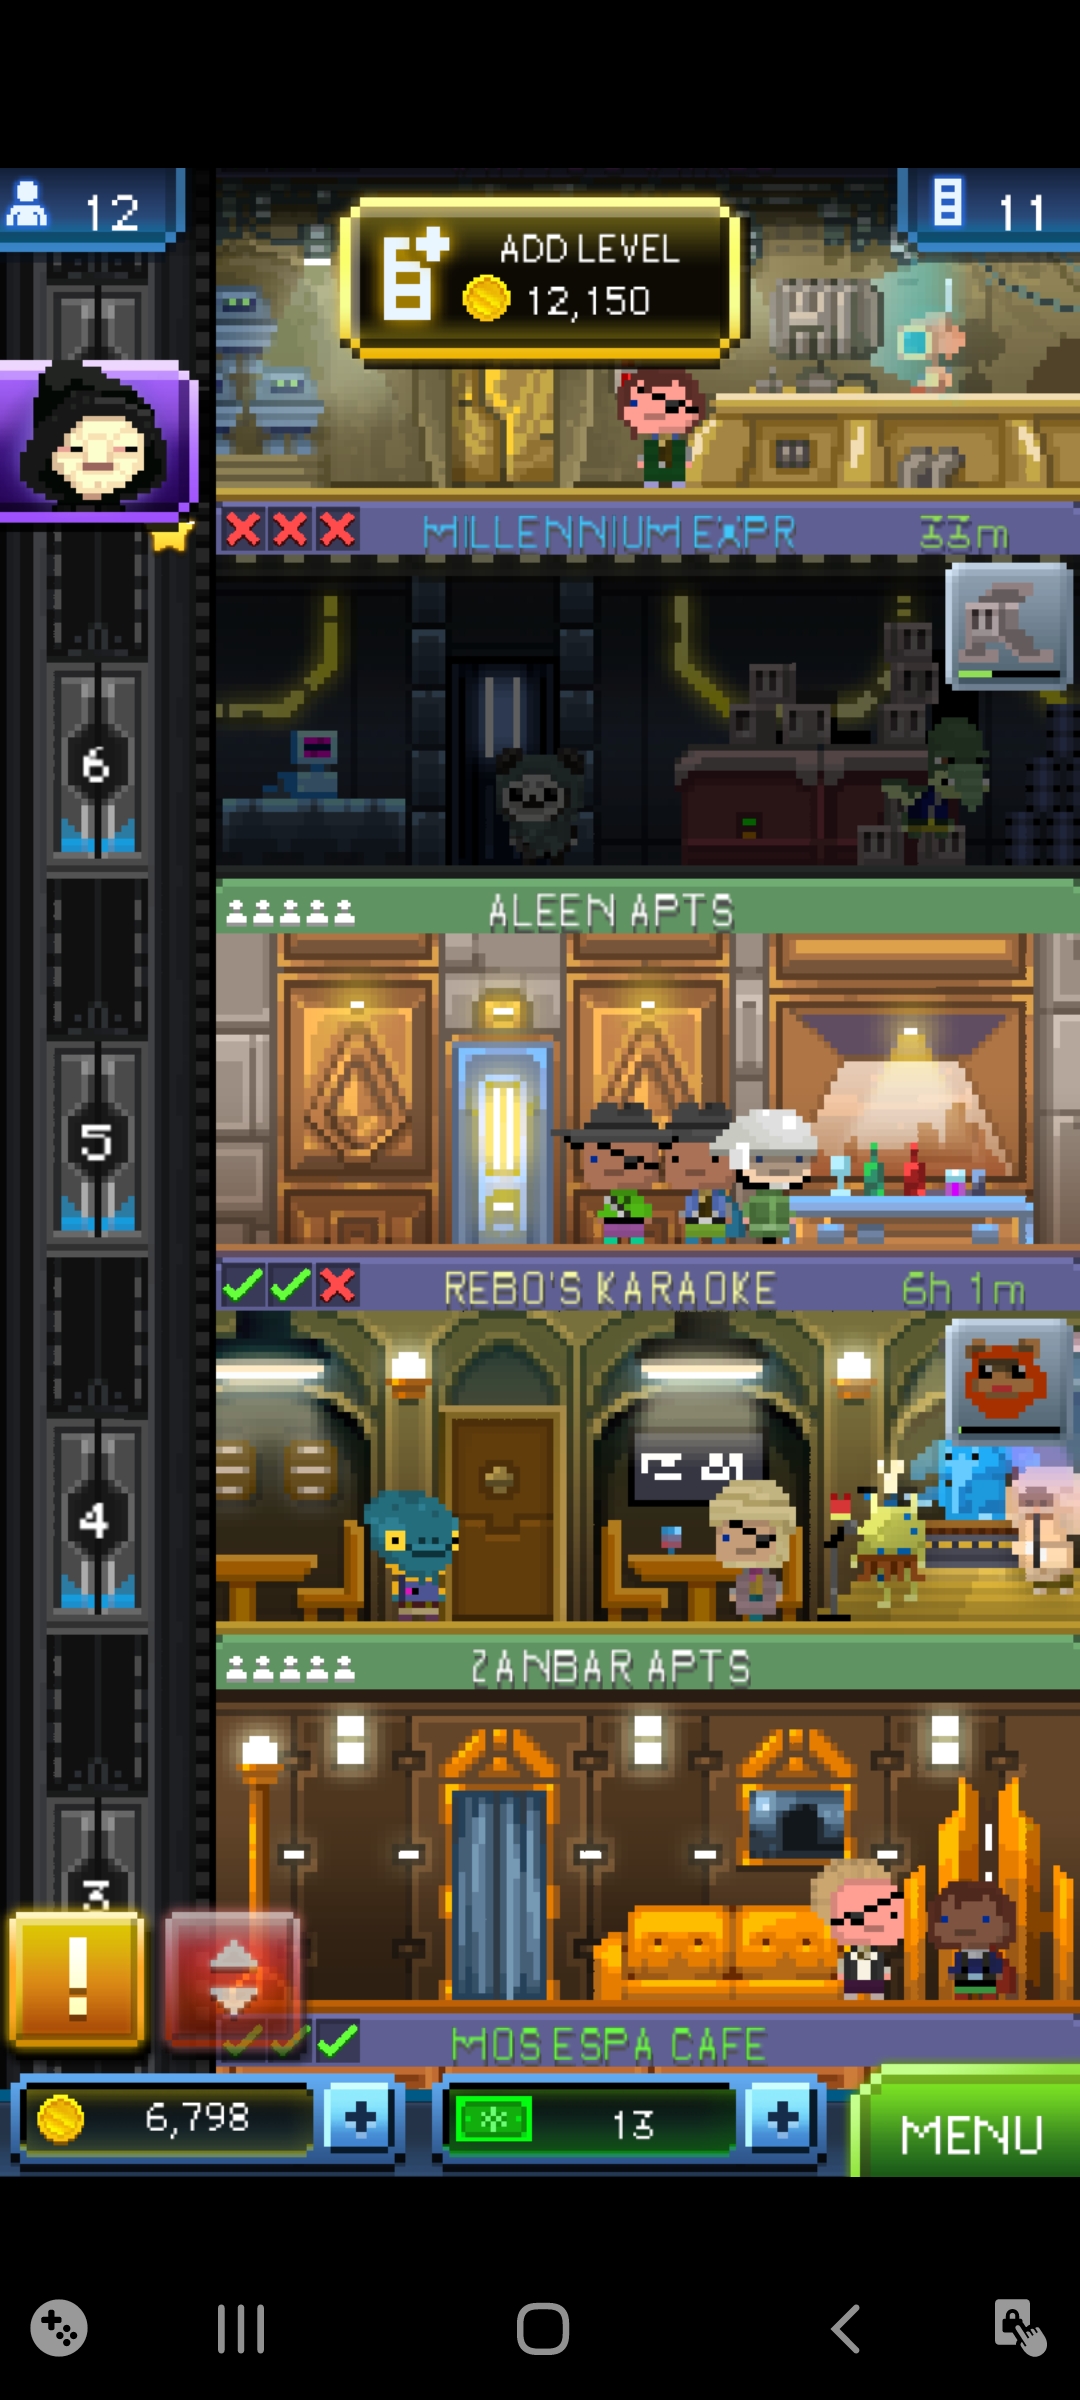 12
ADD LEVEL
12,150
11
MILLENNIUM EXPR 33m
6
ALEEN APTS
5
REBO'S KARAOKE 6h 1m
4
ZANBAR APTS
3
!
MOS ESPA CAFE
6,798
13
MENU